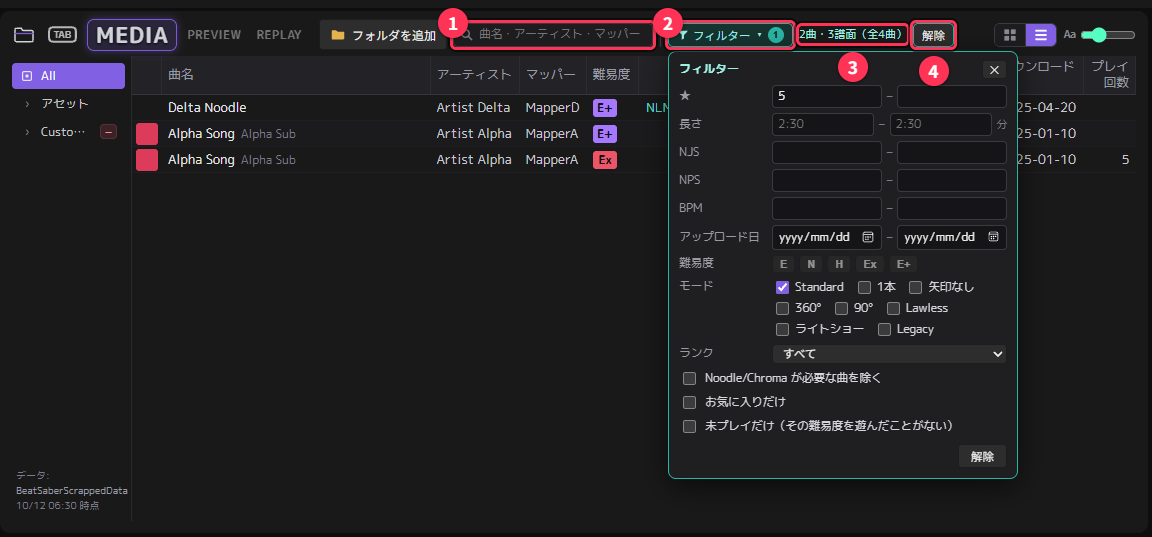 TAB MEDIA PREVIEW REPLAY フォルダを追加 1 曲名・アーティスト・マッパー 2 フィルター 1 2曲・3譜面（全4曲） 解除 Aa
3 4
All
アセット
Custo…
曲名 アーティスト マッパー 難易度 ウンロード プレイ回数
Delta Noodle Artist Delta MapperD E+ NLN 25-04-20
Alpha Song Alpha Sub Artist Alpha MapperA E+ 25-01-10
Alpha Song Alpha Sub Artist Alpha MapperA Ex 25-01-10 5
フィルター
★ 5 –
長さ 2:30 – 2:30 分
NJS –
NPS –
BPM –
アップロード日 yyyy/mm/dd – yyyy/mm/dd
難易度 E N H Ex E+
モード Standard 1本 矢印なし
360° 90° Lawless
ライトショー Legacy
ランク すべて
Noodle/Chroma が必要な曲を除く
お気に入りだけ
未プレイだけ（その難易度を遊んだことがない）
解除
データ:
BeatSaberScrappedData
10/12 06:30 時点